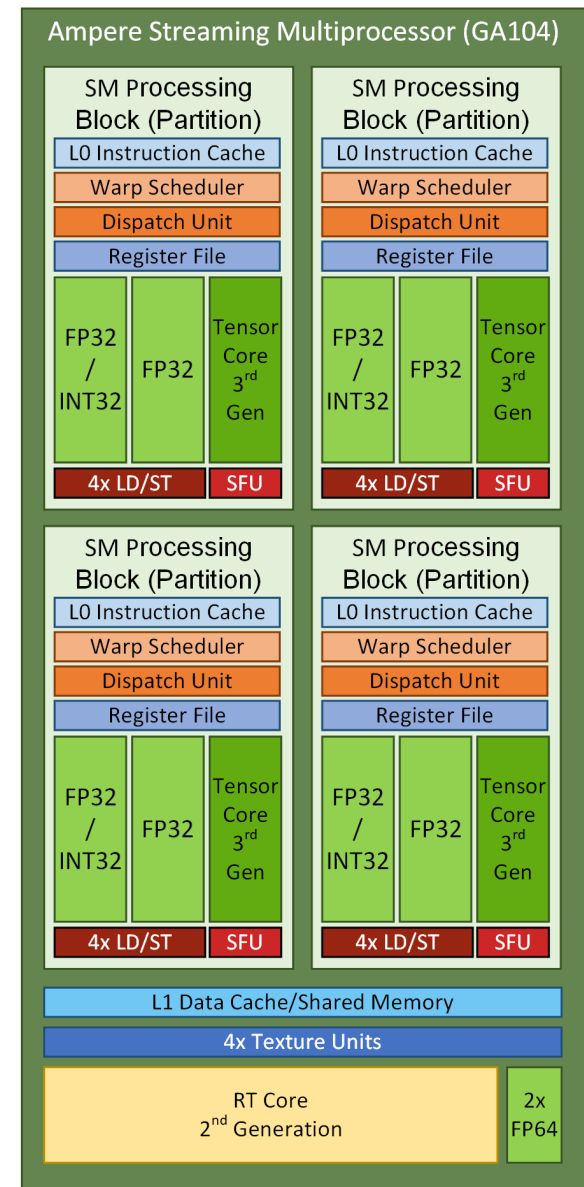 Ampere Streaming Multiprocessor (GA104)
SM Processing
Block (Partition)
L0 Instruction Cache
Warp Scheduler
Dispatch Unit
Register File
FP32
/
INT32
FP32
Tensor
Core
3rd
Gen
4x LD/ST
SFU
SM Processing
Block (Partition)
L0 Instruction Cache
Warp Scheduler
Dispatch Unit
Register File
FP32
/
INT32
FP32
Tensor
Core
3rd
Gen
4x LD/ST
SFU
SM Processing
Block (Partition)
L0 Instruction Cache
Warp Scheduler
Dispatch Unit
Register File
FP32
/
INT32
FP32
Tensor
Core
3rd
Gen
4x LD/ST
SFU
SM Processing
Block (Partition)
L0 Instruction Cache
Warp Scheduler
Dispatch Unit
Register File
FP32
/
INT32
FP32
Tensor
Core
3rd
Gen
4x LD/ST
SFU
L1 Data Cache/Shared Memory
4x Texture Units
RT Core
2nd Generation
2x
FP64